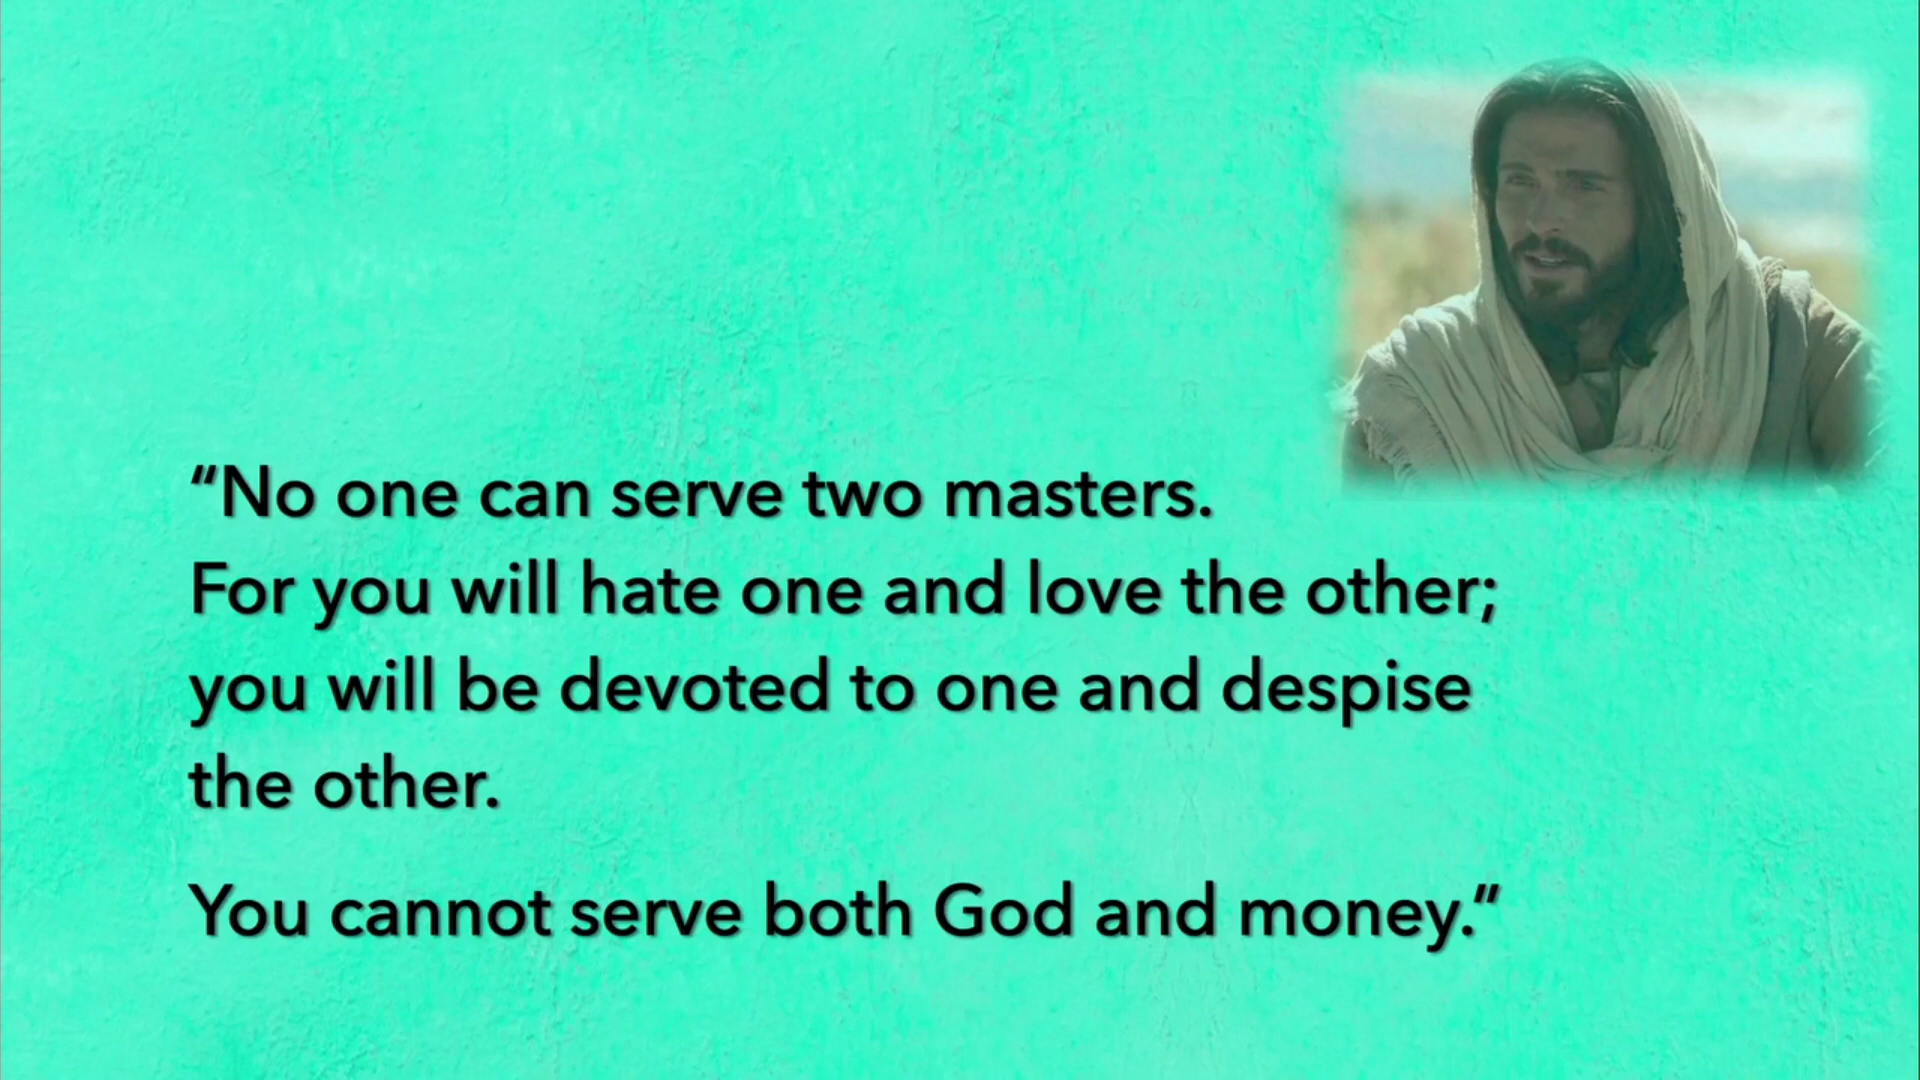 “No one can serve two masters.
For you will hate one and love the other;
you will be devoted to one and despise
the other.
You cannot serve both God and money.”